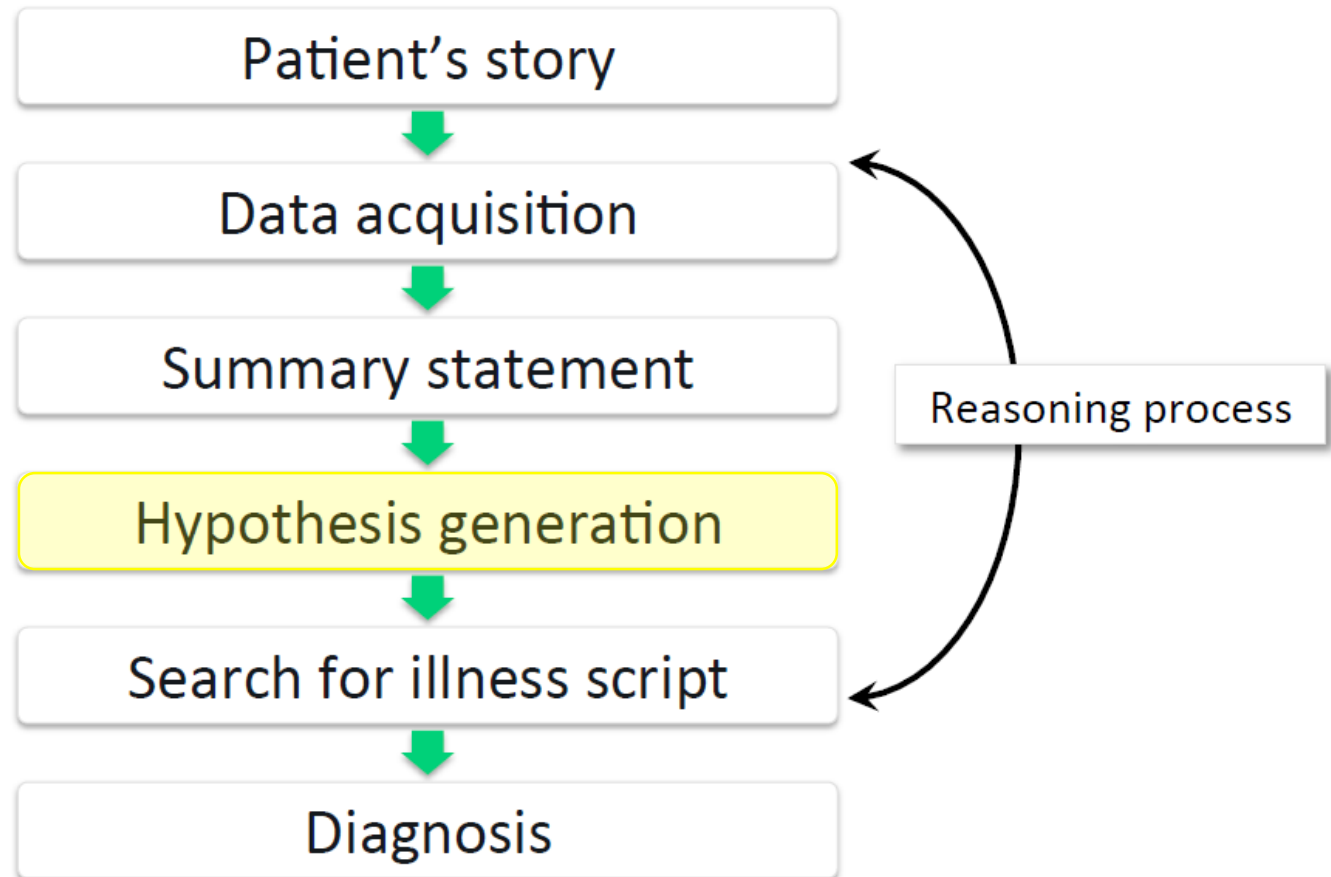 Patient’s story
Data acquisition
Summary statement
Hypothesis generation
Search for illness script
Diagnosis
Reasoning process